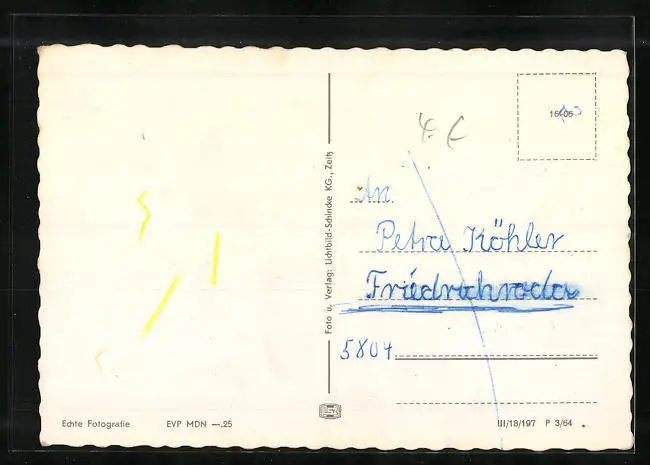 16-06
4 €
An
Petra Köhler
Friedrichroda
5804
Foto u. Verlag: Lichtbild-Schincke KG., Zeitz
Echte Fotografie EVP MDN —.25
III/18/197 P 3/64